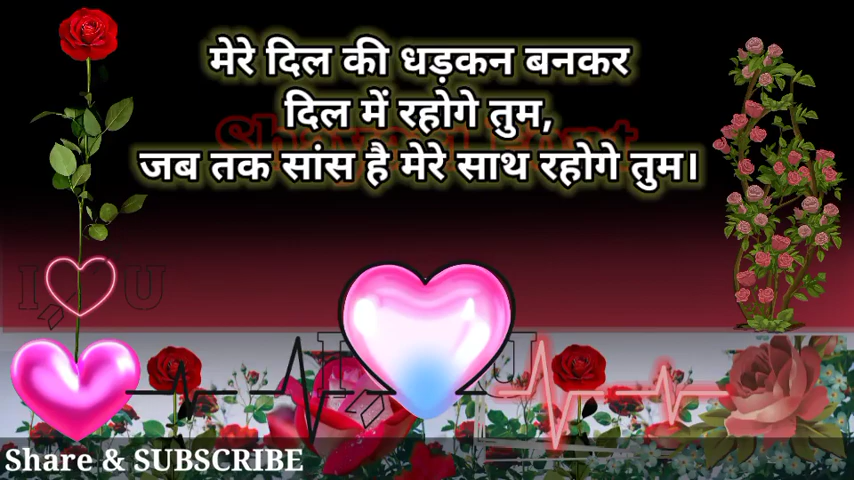 मेरे दिल की धड़कन बनकर
दिल में रहोगे तुम,
जब तक सांस है मेरे साथ रहोगे तुम।
I U
I U
Share & SUBSCRIBE